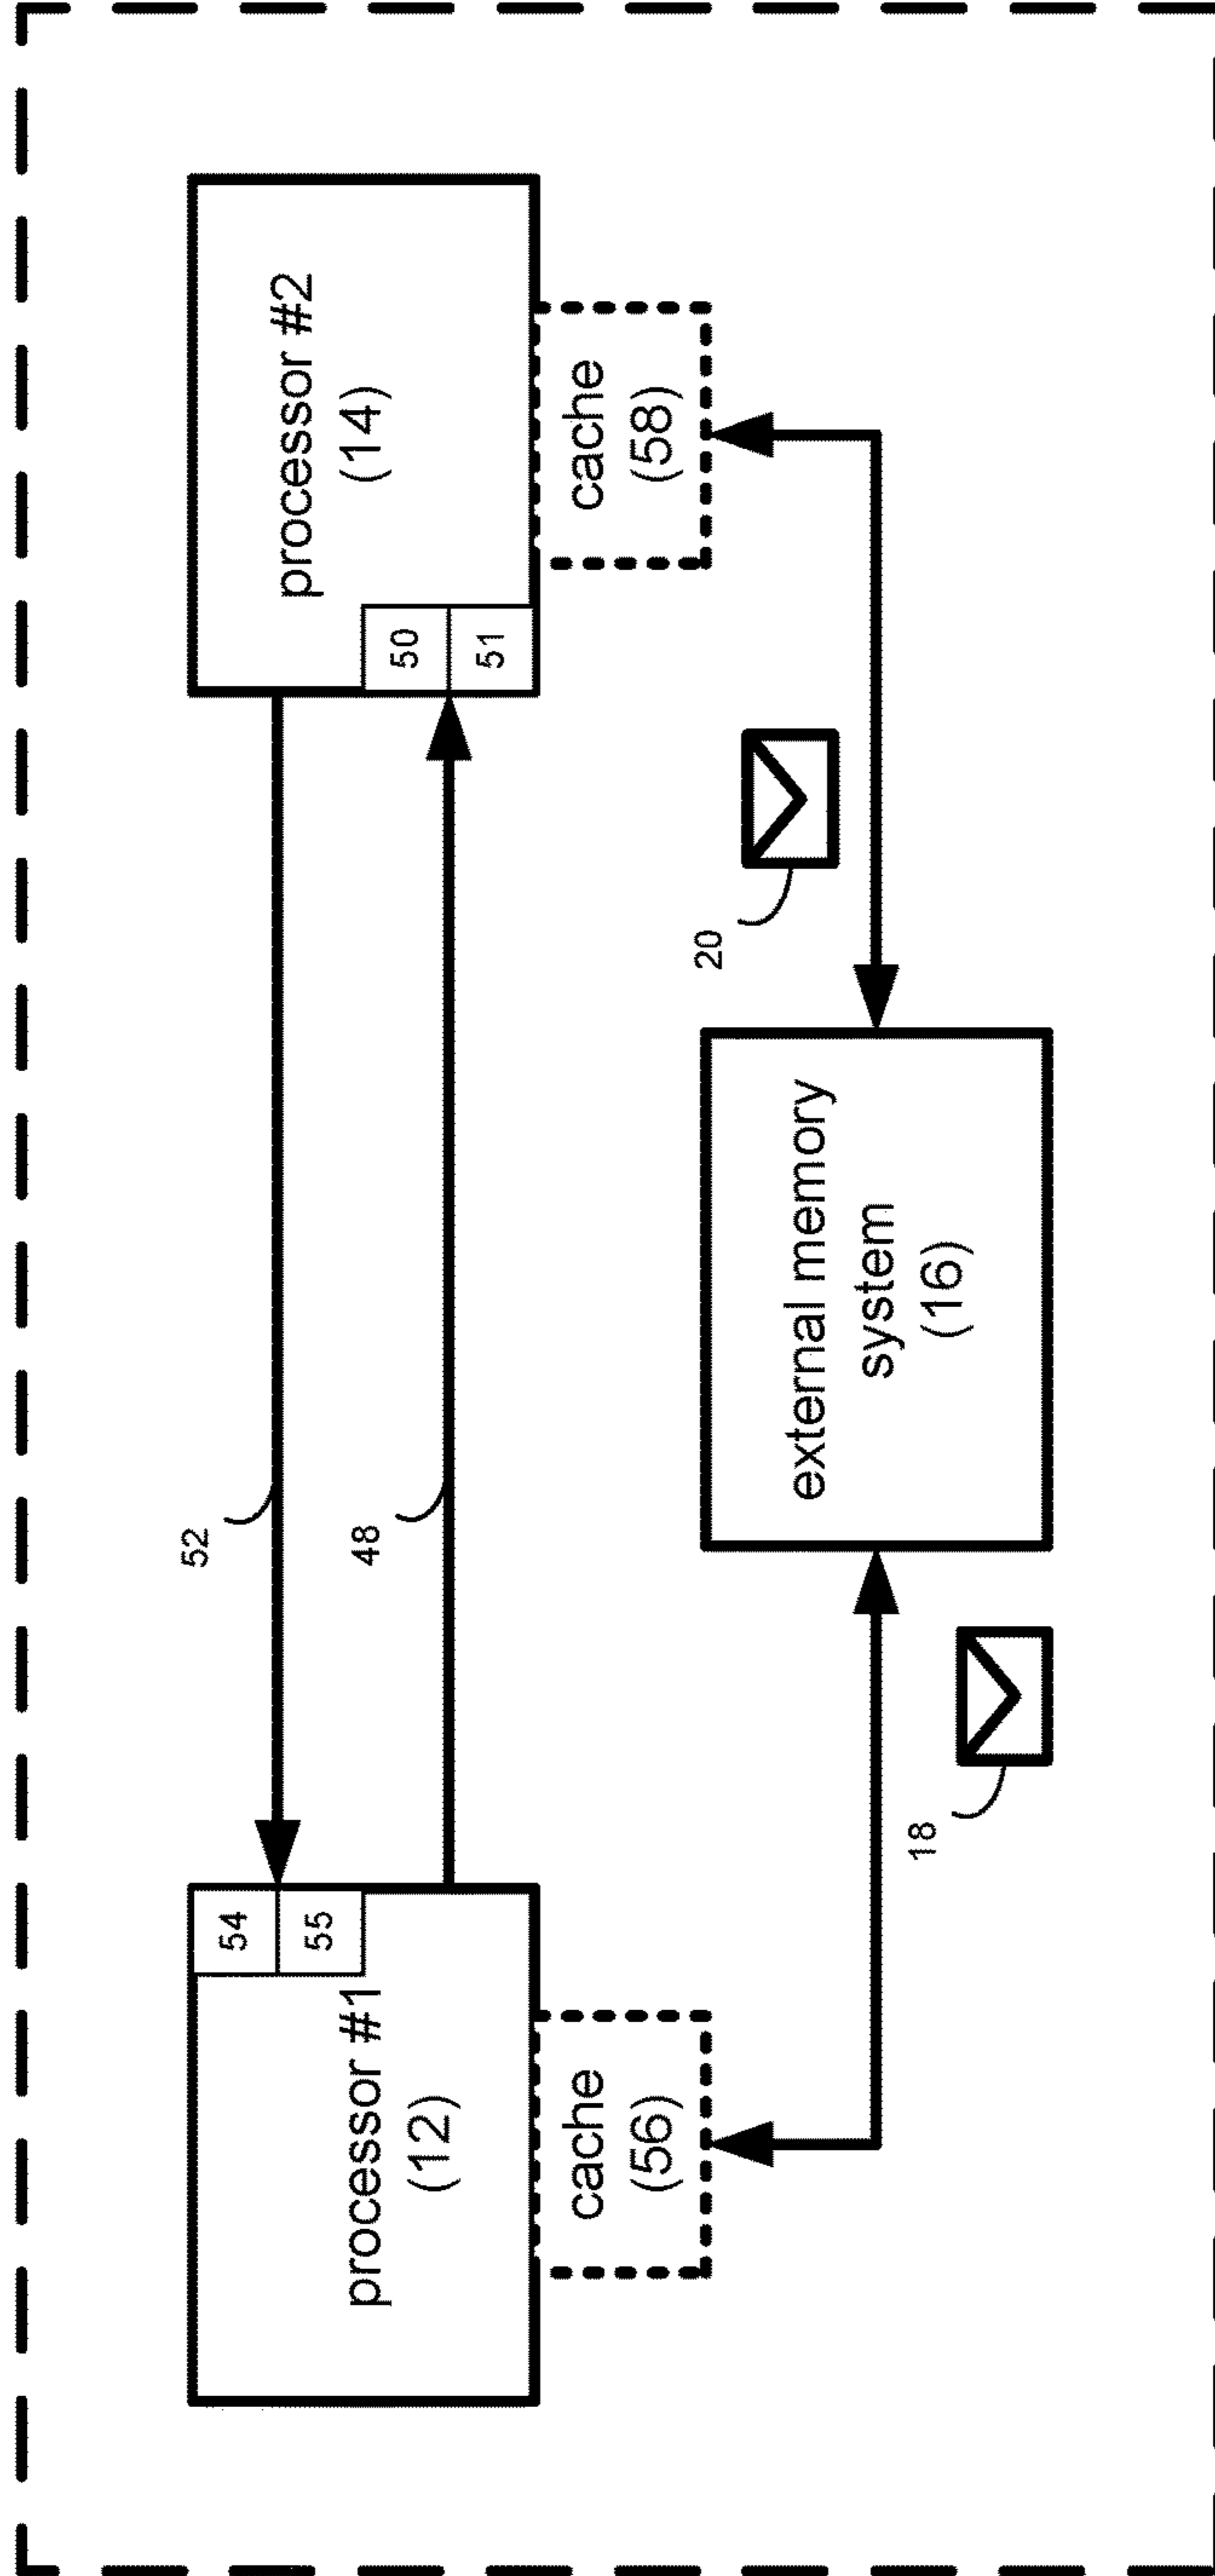 52
48
54
55
processor #1
(12)
processor #2
(14)
50
51
cache
(56)
cache
(58)
20
external memory
system
(16)
18